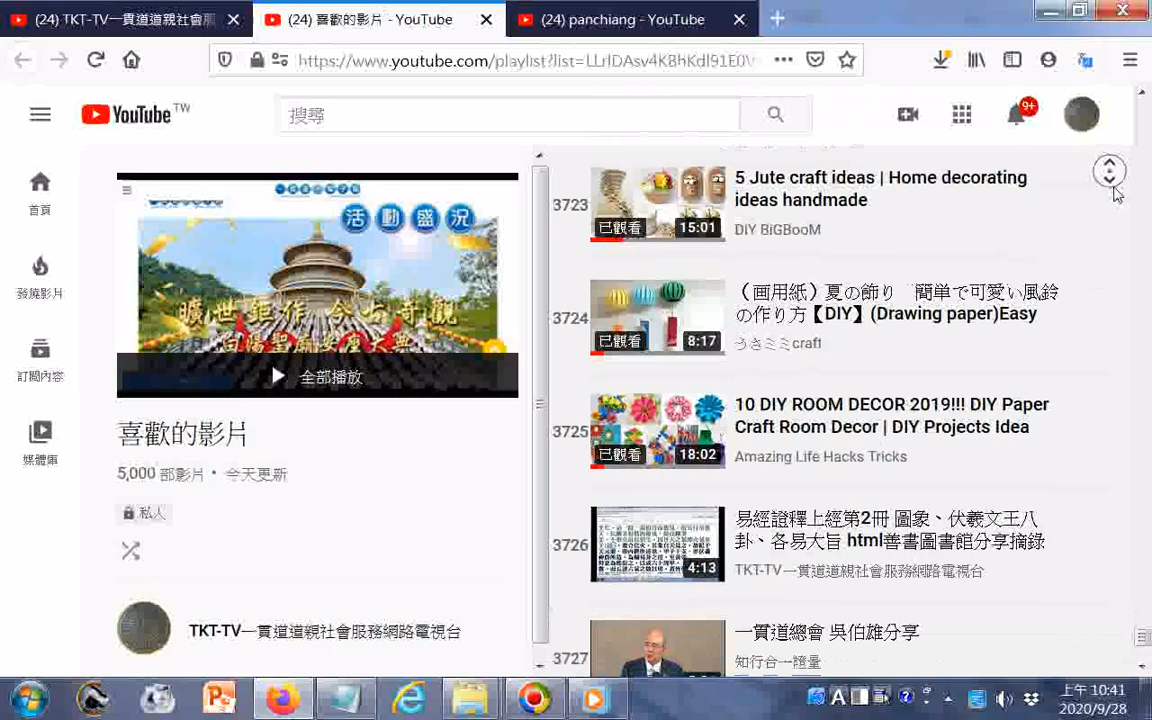 (24) TKT-TV一貫道道親社會服
(24) 喜歡的影片 - YouTube
(24) panchiang - YouTube
https://www.youtube.com/playlist?list=LLrIDAsv4KBhKdl91E0V
YouTube TW
搜尋
9+
首頁
發燒影片
訂閱內容
媒體櫃
活動盛況
曠世鉅作 今古奇觀
全部播放
喜歡的影片
5,000 部影片 • 今天更新
私人
TKT-TV一貫道道親社會服務網路電視台
3723
已觀看
15:01
5 Jute craft ideas | Home decorating
ideas handmade
DIY BiGBooM
3724
已觀看
8:17
（画用紙）夏の飾り　簡単で可愛い風鈴
の作り方【DIY】(Drawing paper)Easy
うさミミcraft
3725
已觀看
18:02
10 DIY ROOM DECOR 2019!!! DIY Paper
Craft Room Decor | DIY Projects Idea
Amazing Life Hacks Tricks
3726
4:13
易經證釋上經第2冊 圖象、伏羲文王八
卦、各易大旨 html善書圖書館分享摘錄
TKT-TV一貫道道親社會服務網路電視台
3727
一貫道總會 吳伯雄分享
知行合一證量
上午 10:41
2020/9/28